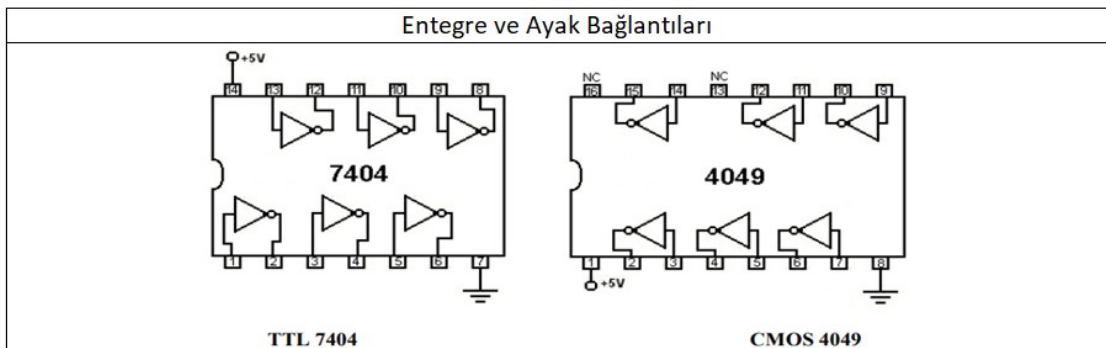 Entegre ve Ayak Bağlantıları
+5V
14 13 12 11 10 9 8
7404
1 2 3 4 5 6 7
TTL 7404
NC NC
16 15 14 13 12 11 10 9
4049
1 2 3 4 5 6 7 8
+5V
CMOS 4049